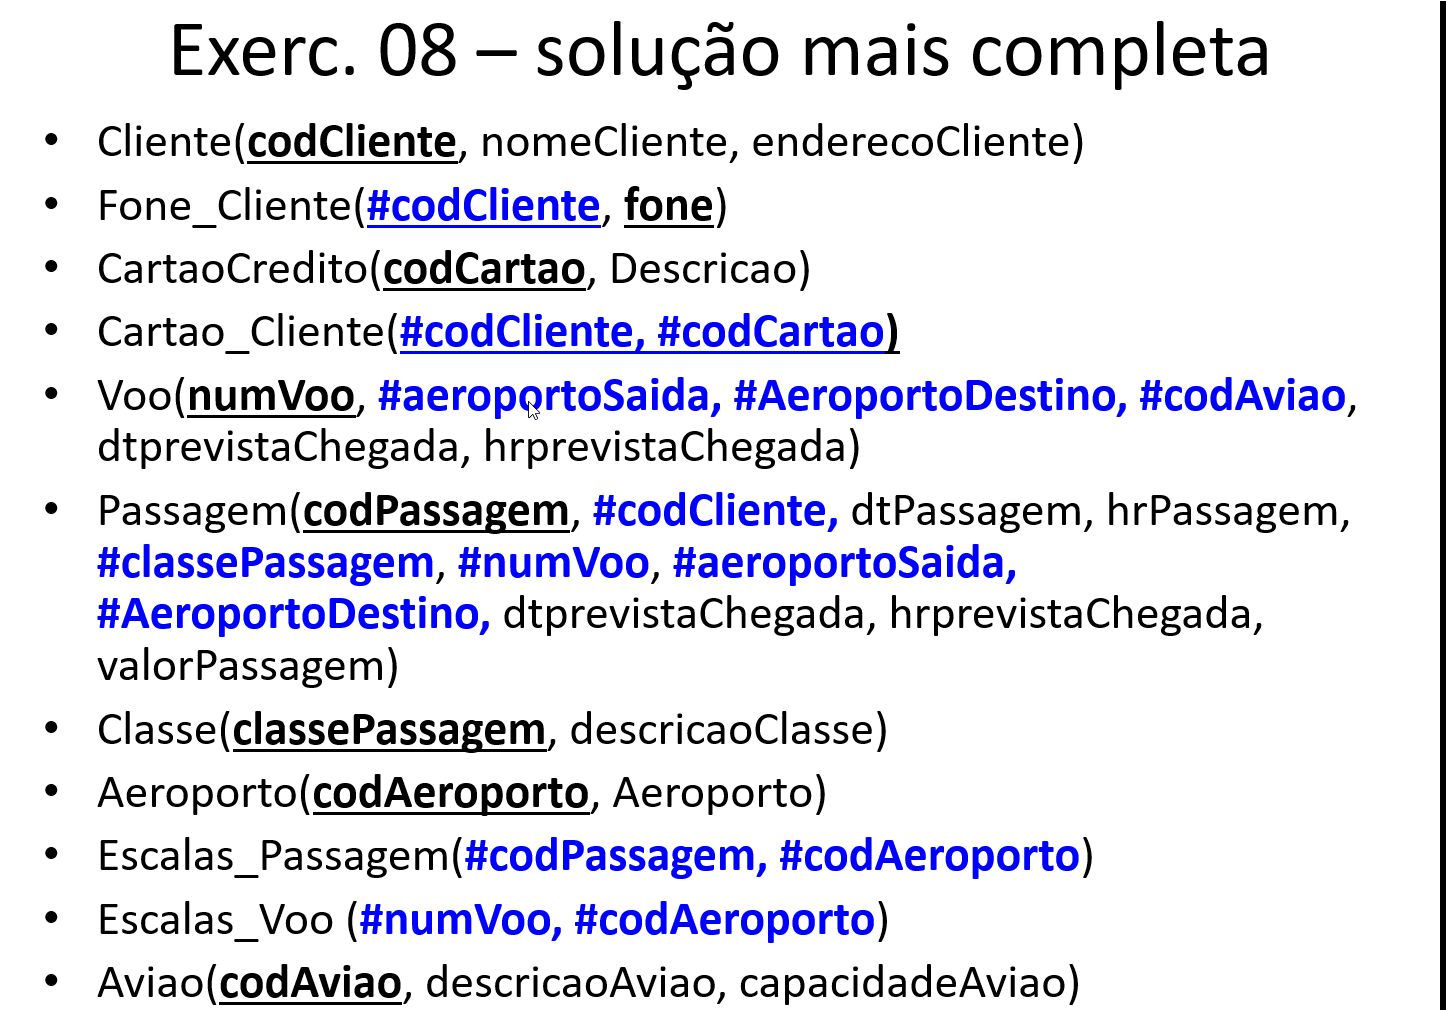 Exerc. 08 – solução mais completa
• Cliente(codCliente, nomeCliente, enderecoCliente)
• Fone_Cliente(#codCliente, fone)
• CartaoCredito(codCartao, Descricao)
• Cartao_Cliente(#codCliente, #codCartao)
• Voo(numVoo, #aeroportoSaida, #AeroportoDestino, #codAviao,
dtprevistaChegada, hrprevistaChegada)
• Passagem(codPassagem, #codCliente, dtPassagem, hrPassagem,
#classePassagem, #numVoo, #aeroportoSaida,
#AeroportoDestino, dtprevistaChegada, hrprevistaChegada,
valorPassagem)
• Classe(classePassagem, descricaoClasse)
• Aeroporto(codAeroporto, Aeroporto)
• Escalas_Passagem(#codPassagem, #codAeroporto)
• Escalas_Voo (#numVoo, #codAeroporto)
• Aviao(codAviao, descricaoAviao, capacidadeAviao)